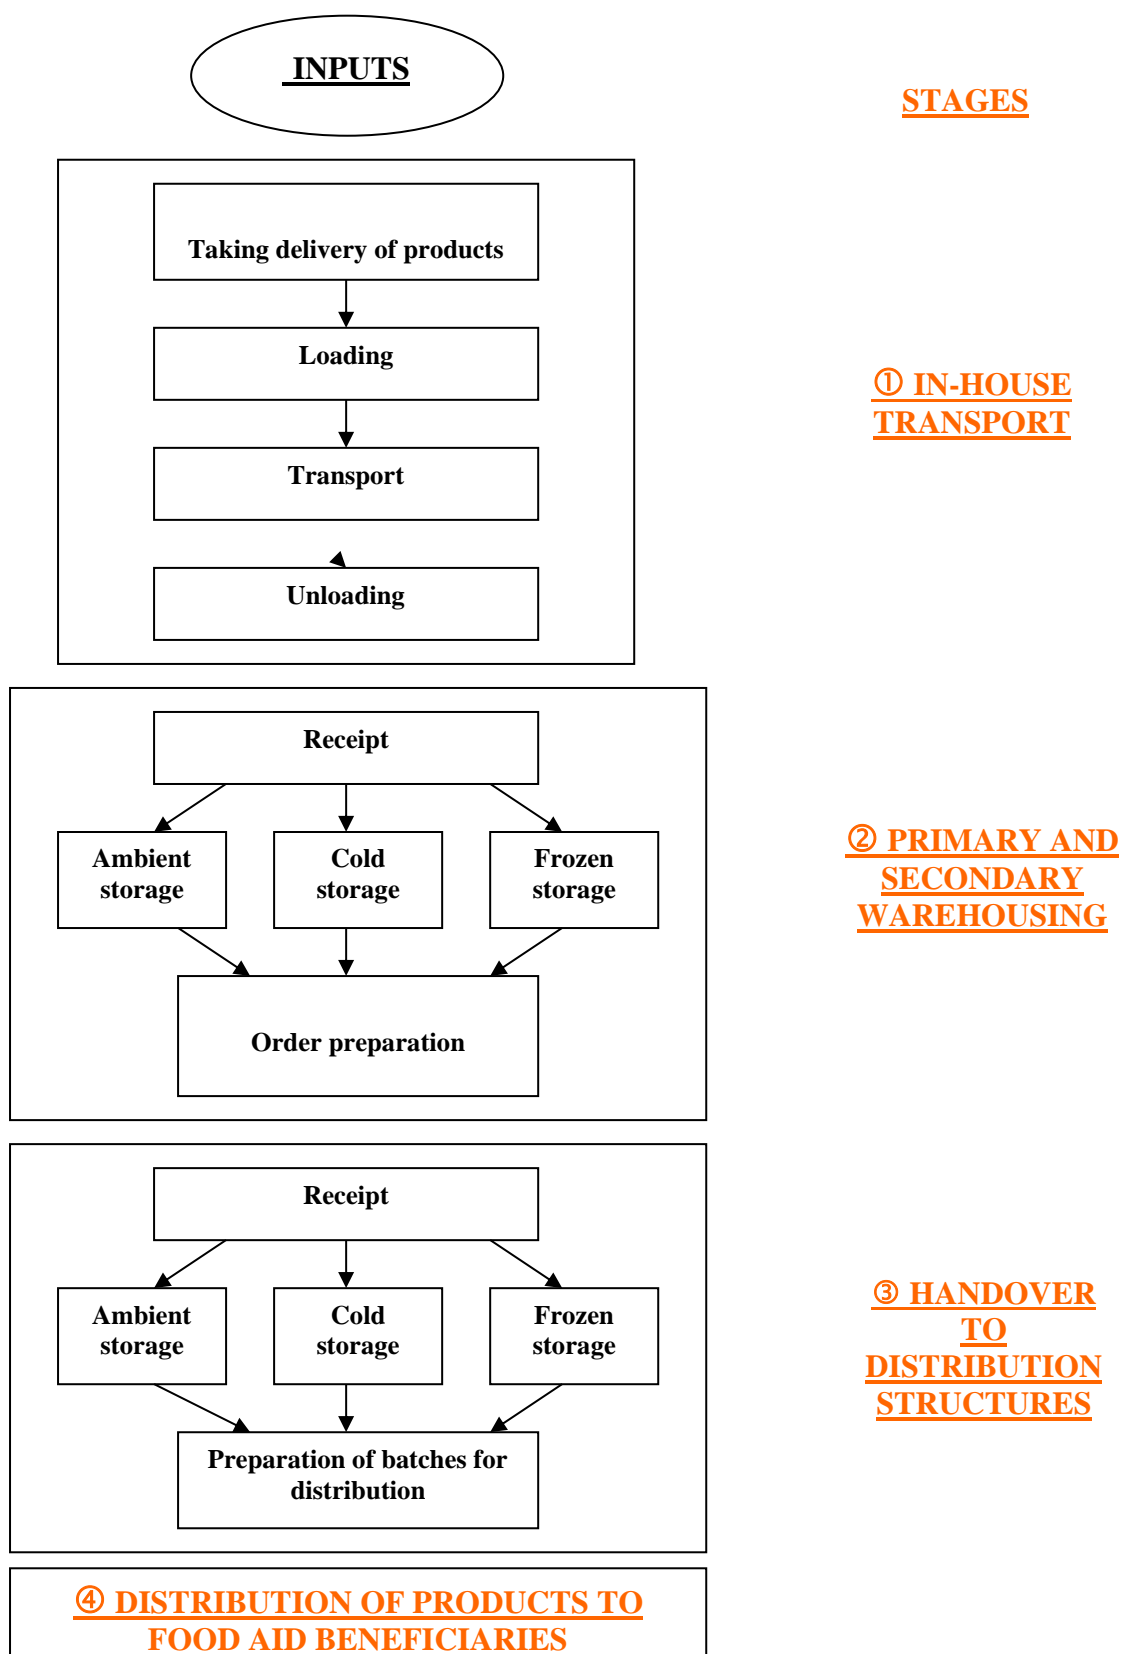 INPUTS
STAGES
Taking delivery of products
Loading
① IN-HOUSE
TRANSPORT
Transport
Unloading
Receipt
Ambient
storage
Cold
storage
Frozen
storage
② PRIMARY AND
SECONDARY
WAREHOUSING
Order preparation
Receipt
Ambient
storage
Cold
storage
Frozen
storage
③ HANDOVER
TO
DISTRIBUTION
STRUCTURES
Preparation of batches for
distribution
④ DISTRIBUTION OF PRODUCTS TO
FOOD AID BENEFICIARIES